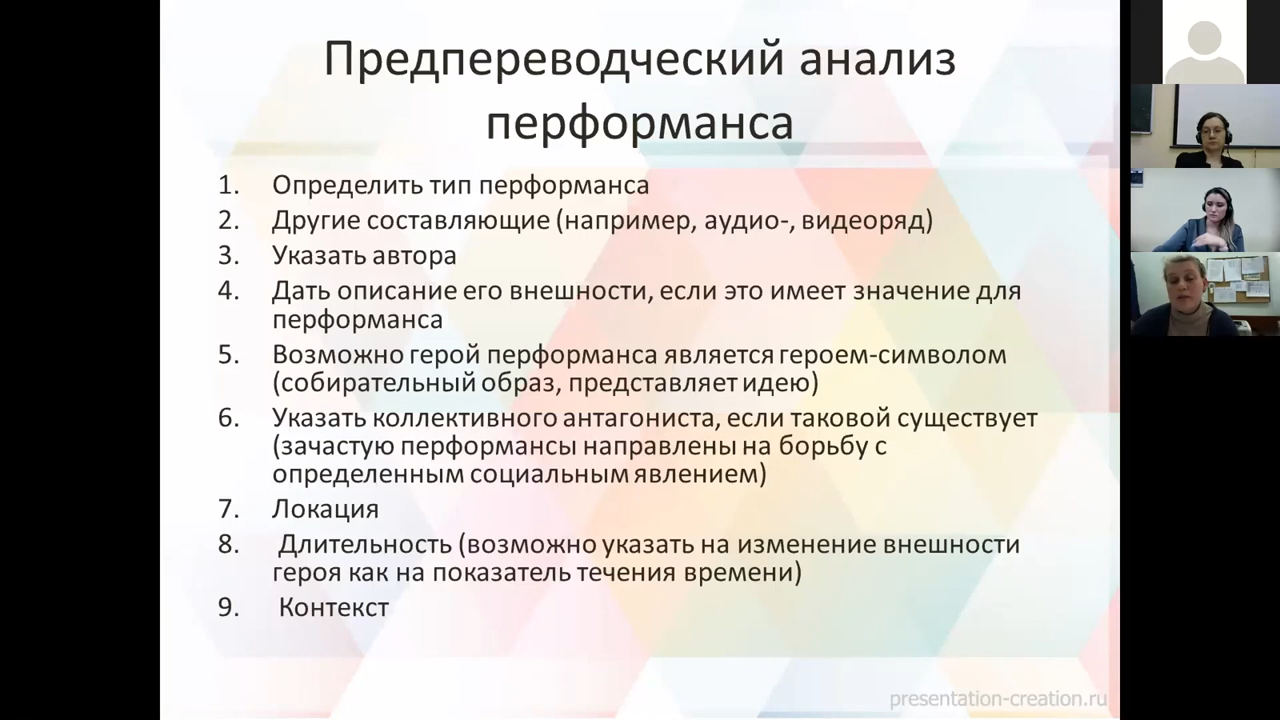 Предпереводческий анализ
перформанса
1. Определить тип перформанса
2. Другие составляющие (например, аудио-, видеоряд)
3. Указать автора
4. Дать описание его внешности, если это имеет значение для
перформанса
5. Возможно герой перформанса является героем-символом
(собирательный образ, представляет идею)
6. Указать коллективного антагониста, если таковой существует
(зачастую перформансы направлены на борьбу с
определенным социальным явлением)
7. Локация
8. Длительность (возможно указать на изменение внешности
героя как на показатель течения времени)
9. Контекст
presentation-creation.ru